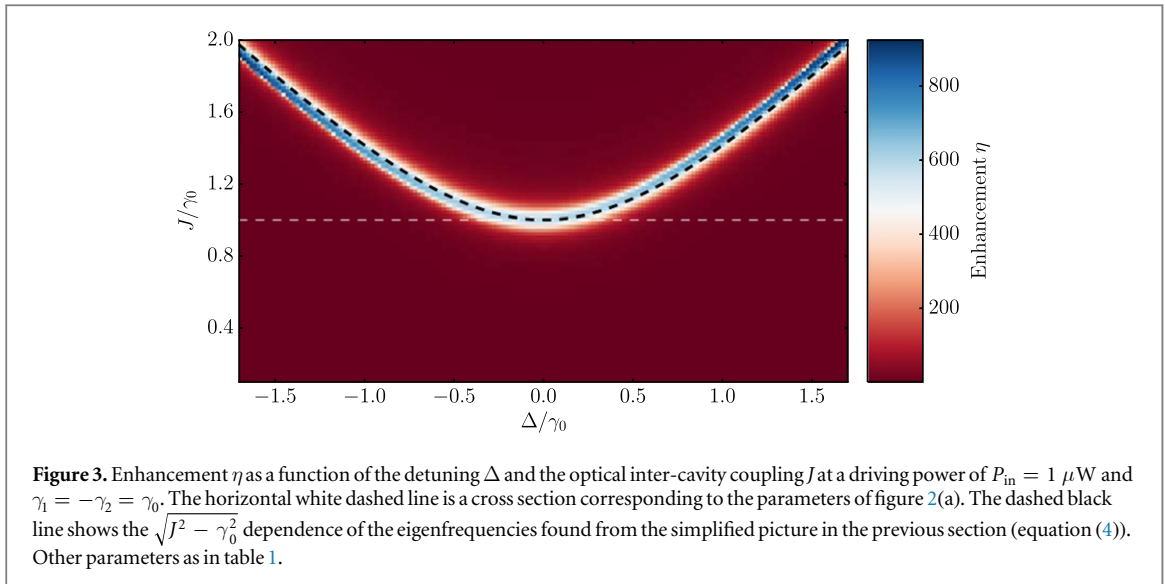 2.0
1.6
1.2
0.8
0.4
J/γ₀
−1.5 −1.0 −0.5 0.0 0.5 1.0 1.5
Δ/γ₀
800
600
400
200
Enhancement η
Figure 3. Enhancement η as a function of the detuning Δ and the optical inter-cavity coupling J at a driving power of P_in = 1 μW and
γ₁ = −γ₂ = γ₀. The horizontal white dashed line is a cross section corresponding to the parameters of figure 2(a). The dashed black
line shows the √(J² − γ₀²) dependence of the eigenfrequencies found from the simplified picture in the previous section (equation (4)).
Other parameters as in table 1.